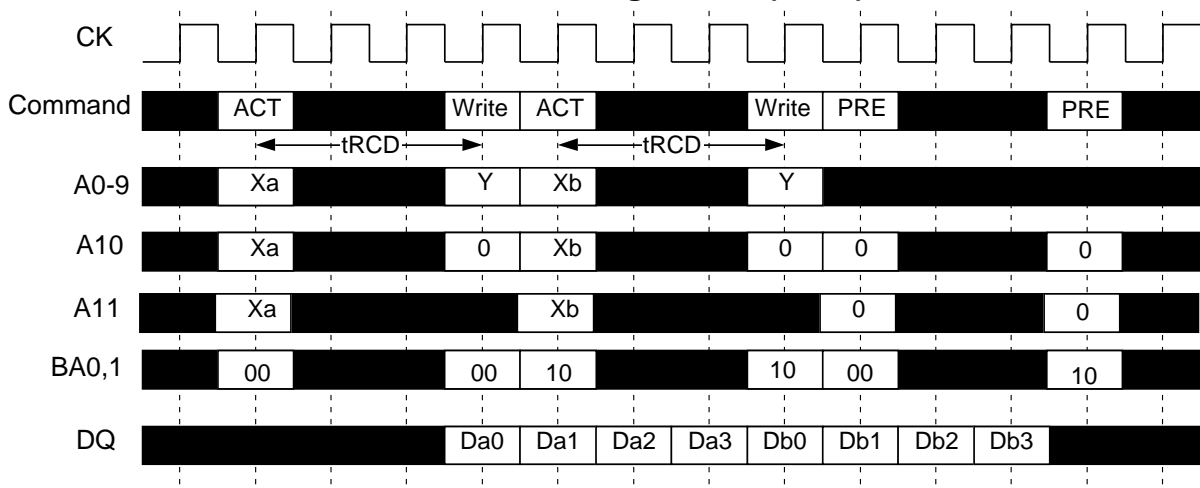 CK
Command ACT Write ACT Write PRE PRE
tRCD tRCD
A0-9 Xa Y Xb Y
A10 Xa 0 Xb 0 0 0
A11 Xa Xb 0 0
BA0,1 00 00 10 10 00 10
DQ Da0 Da1 Da2 Da3 Db0 Db1 Db2 Db3